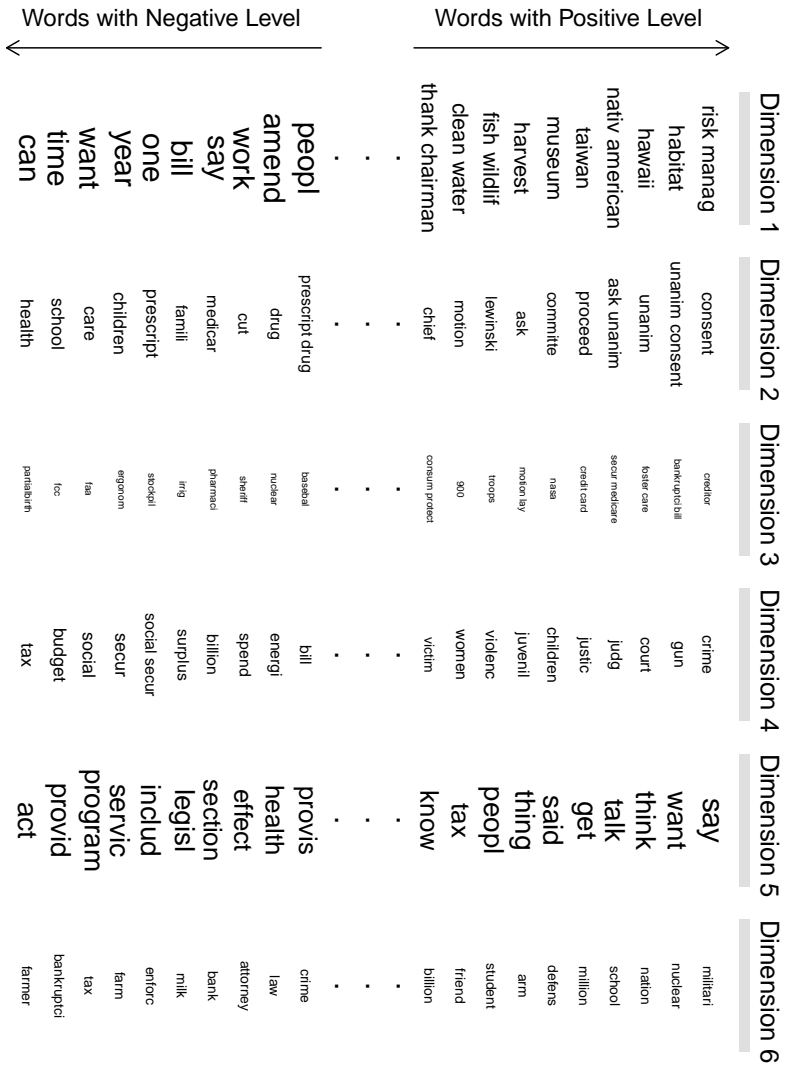 Words with Negative Level
Words with Positive Level
Dimension 1 Dimension 2 Dimension 3 Dimension 4 Dimension 5 Dimension 6
risk manag consent creditor crime say militari
habitat unanim consent bankruptci bill gun want nuclear
hawaii unanim foster care court think nation
nativ american ask unanim secur medicare judg talk school
taiwan proceed credit card justic get million
museum committe nasa children said defens
harvest ask motion lay juvenil thing arm
fish wildlif lewinski troops violenc peopl student
clean water motion 900 women tax friend
thank chairman chief consum protect victim know billion
. . . . . .
. . . . . .
. . . . . .
peopl prescript drug basebal bill provis crime
amend drug nuclear energi health law
work cut sheriff spend effect attorney
say medicar pharmaci billion section bank
bill famili irrig surplus legisl milk
one prescript stockpil social secur includ enforc
year children ergonom secur servic farm
want care faa social program tax
time school fcc budget provid bankruptci
can health partialbirth tax act farmer